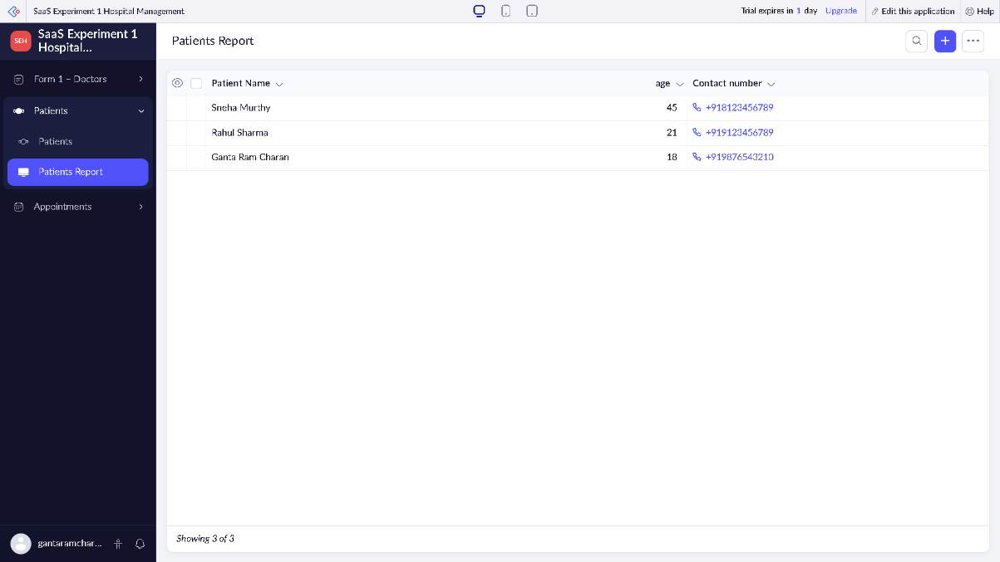 SaaS Experiment 1 Hospital Management
Trial expires in 1 day Upgrade
Edit this application
Help
SEH
SaaS Experiment 1
Hospital...
Form 1 – Doctors
Patients
Patients
Patients Report
Appointments
gantaramchar...
Patients Report
Patient Name age Contact number
Sneha Murthy 45 +918123456789
Rahul Sharma 21 +919123456789
Ganta Ram Charan 18 +919876543210
Showing 3 of 3